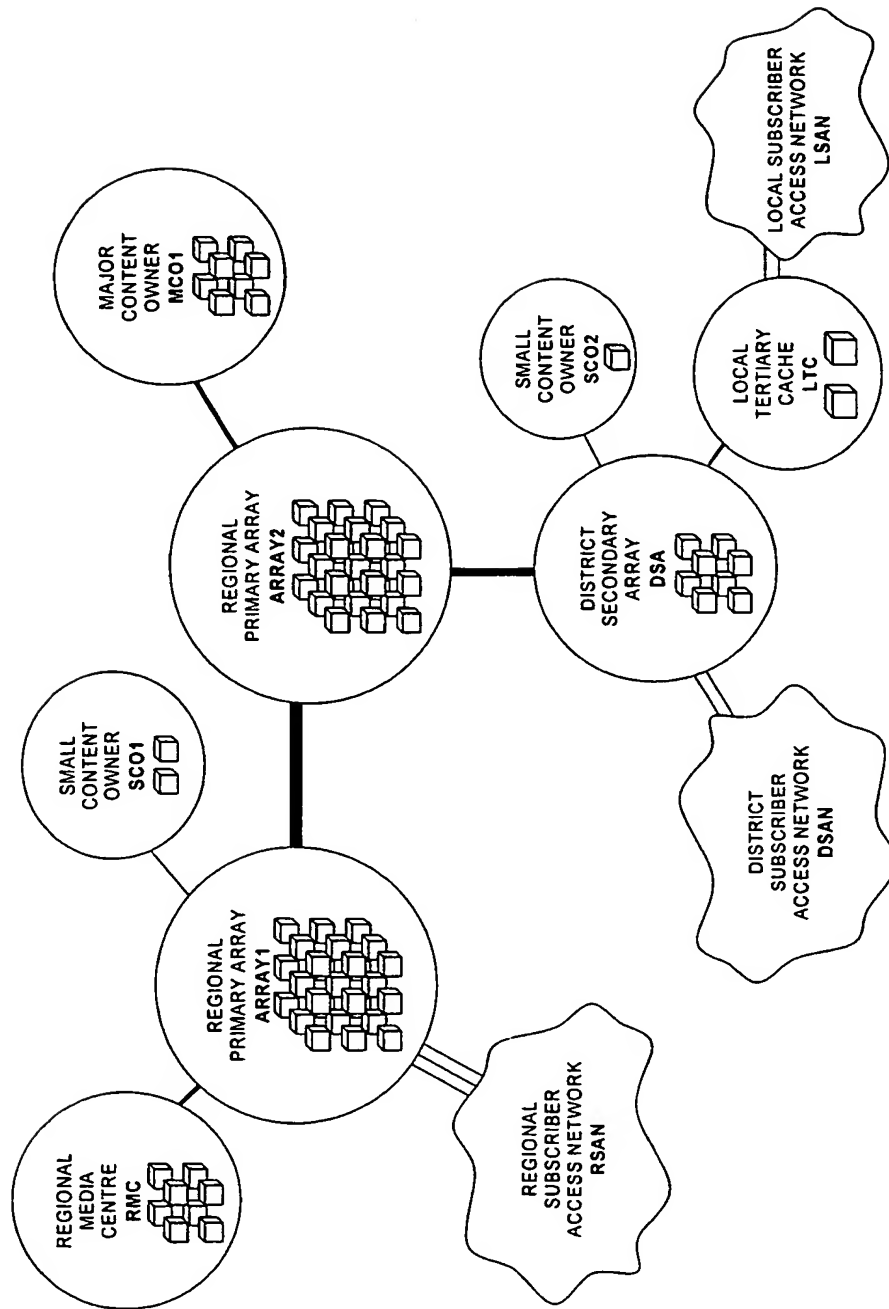 REGIONAL
MEDIA
CENTRE
RMC
SMALL
CONTENT
OWNER
SCO1
REGIONAL
PRIMARY ARRAY
ARRAY1
REGIONAL
SUBSCRIBER
ACCESS NETWORK
RSAN
MAJOR
CONTENT
OWNER
MCO1
REGIONAL
PRIMARY ARRAY
ARRAY2
SMALL
CONTENT
OWNER
SCO2
DISTRICT
SECONDARY
ARRAY
DSA
DISTRICT
SUBSCRIBER
ACCESS NETWORK
DSAN
LOCAL
TERTIARY
CACHE
LTC
LOCAL SUBSCRIBER
ACCESS NETWORK
LSAN